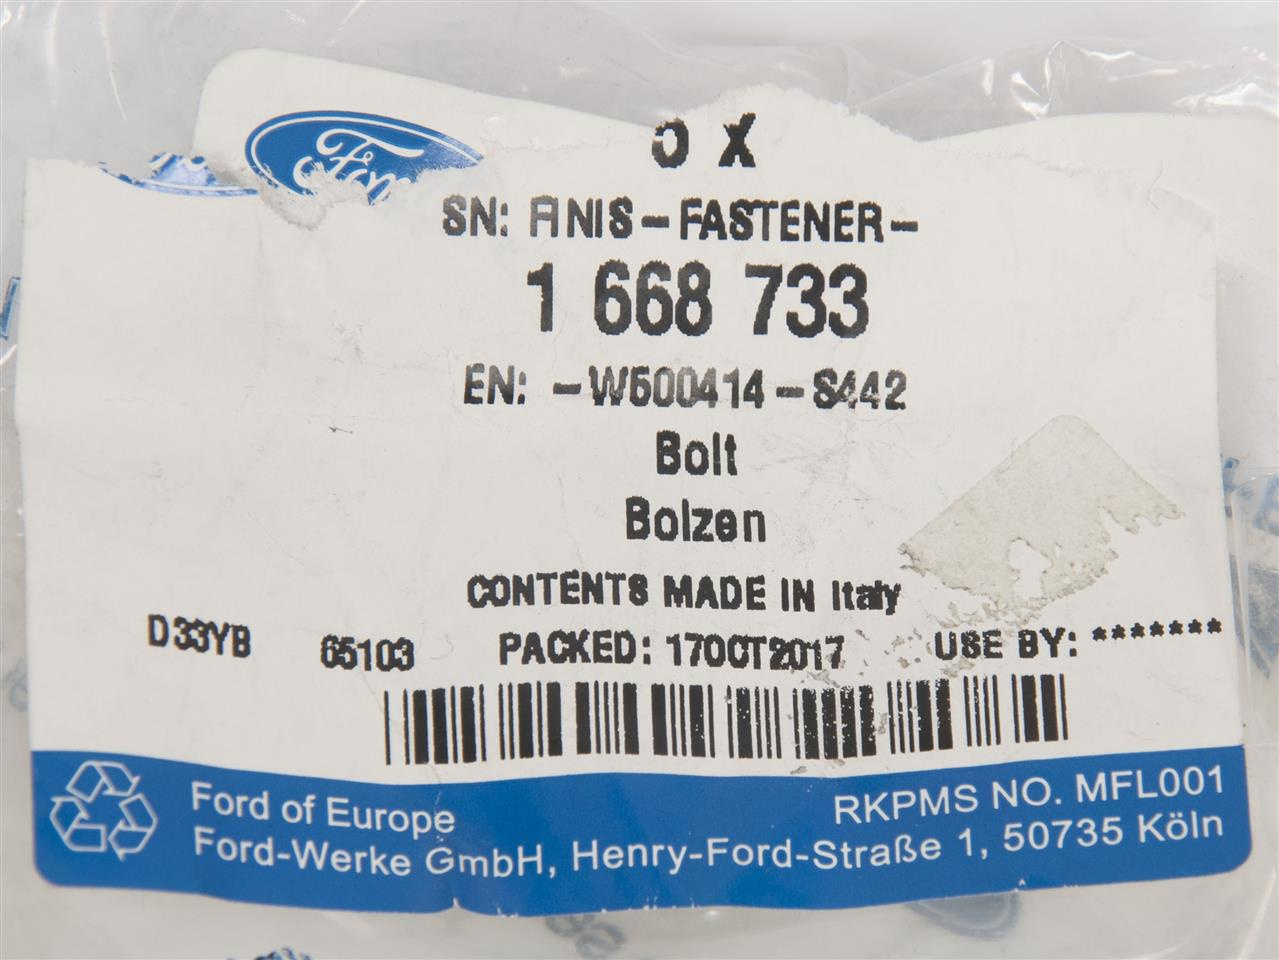 Ford
0 X
SN: FINIS-FASTENER-
1 668 733
EN: -W500414-S442
Bolt
Bolzen
CONTENTS MADE IN Italy
D33YB 65103 PACKED: 17OCT2017 USE BY: *******
Ford of Europe
RKPMS NO. MFL001
Ford-Werke GmbH, Henry-Ford-Straße 1, 50735 Köln